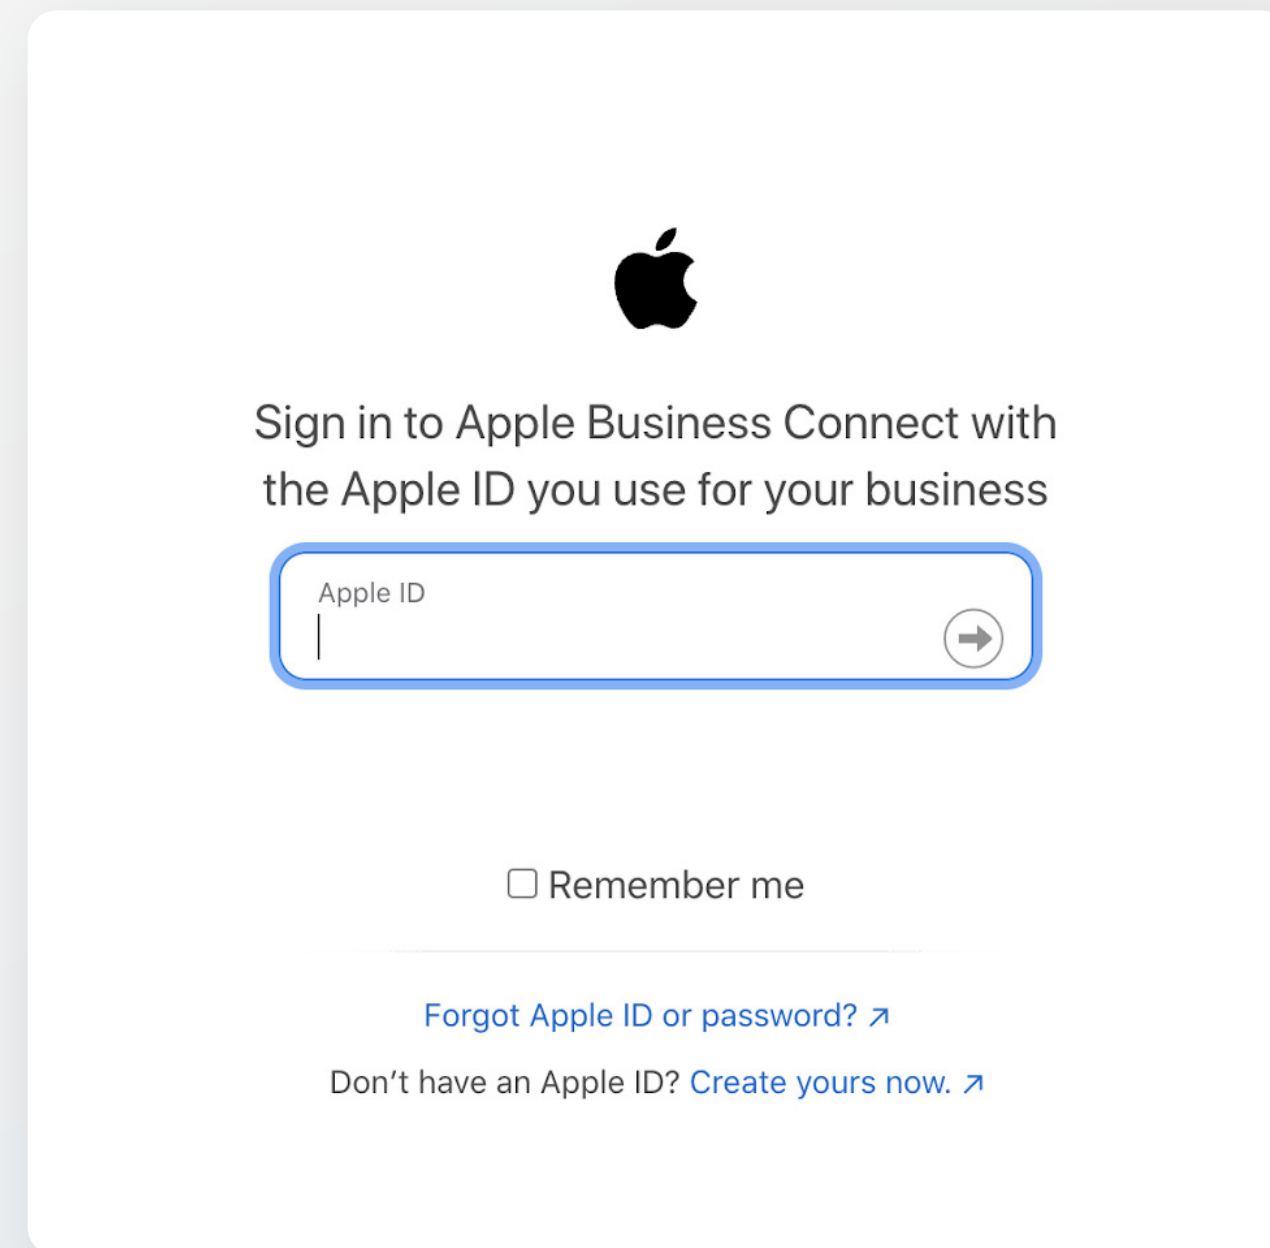 Sign in to Apple Business Connect with
the Apple ID you use for your business
Apple ID
Remember me
Forgot Apple ID or password? ↗
Don’t have an Apple ID? Create yours now. ↗